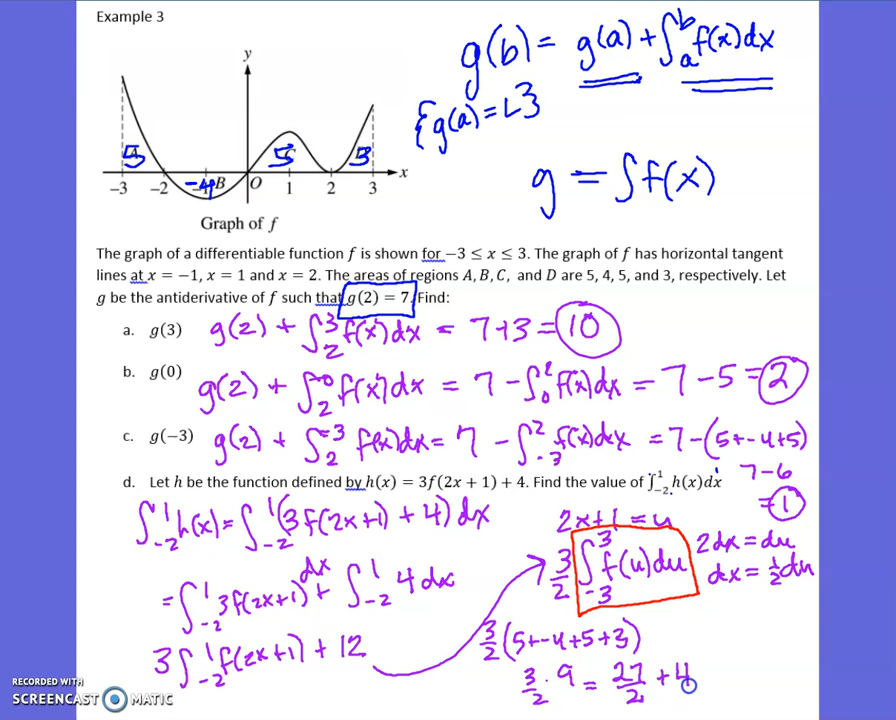 Example 3
g(b) = g(a) + ∫_a^b f(x)dx
{g(a) = L3
g = ∫f(x)
y
5 -4 B O 5 3 x
-3 -2 1 2 3
Graph of f
The graph of a differentiable function f is shown for −3 ≤ x ≤ 3. The graph of f has horizontal tangent
lines at x = −1, x = 1 and x = 2. The areas of regions A, B, C, and D are 5, 4, 5, and 3, respectively. Let
g be the antiderivative of f such that g(2) = 7. Find:
a. g(3) g(2) + ∫_2^3 f(x)dx = 7+3 = 10
b. g(0) g(2) + ∫_2^0 f(x)dx = 7 - ∫_0^2 f(x)dx = 7 - 5 = 2
c. g(−3) g(2) + ∫_2^-3 f(x)dx = 7 - ∫_-3^2 f(x)dx = 7-(5+-4+5)
7-6
=1
d. Let h be the function defined by h(x) = 3f(2x + 1) + 4. Find the value of ∫_−2^1 h(x)dx
∫_-2^1 h(x) = ∫_-2^1 (3f(2x+1) + 4) dx
= ∫_-2^1 3f(2x+1) dx + ∫_-2^1 4dx
3∫_-2^1 f(2x+1) + 12
2x+1 = u
2dx = du
dx = 1/2 du
3/2 ∫_-3^3 f(u)du
3/2 (5+-4+5+3)
3/2 · 9 = 27/2 + 4
RECORDED WITH
SCREENCAST MATIC